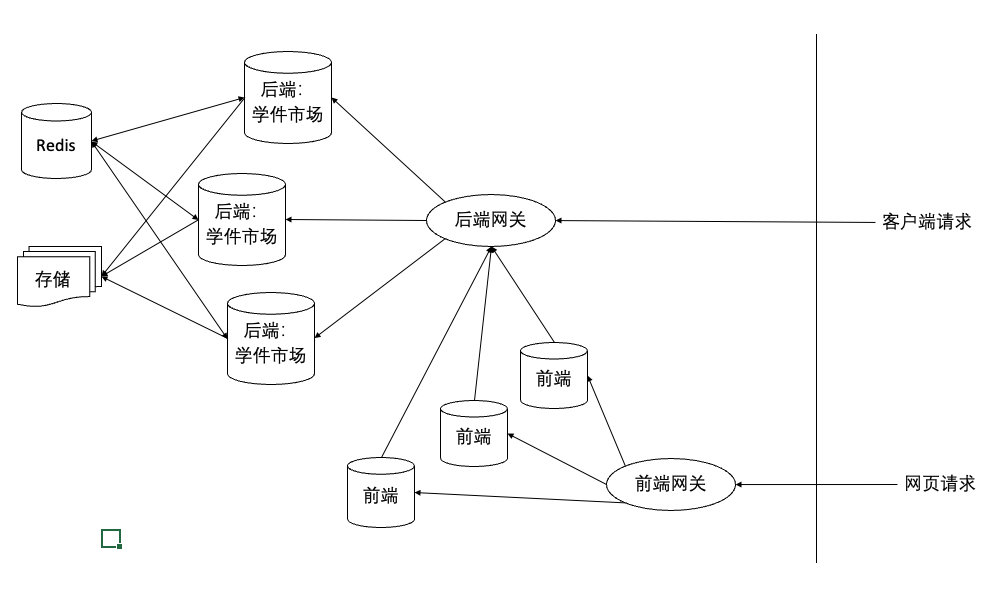 后端：
学件市场
Redis
后端：
学件市场
后端网关
客户端请求
存储
后端：
学件市场
前端
前端
前端
前端网关
网页请求